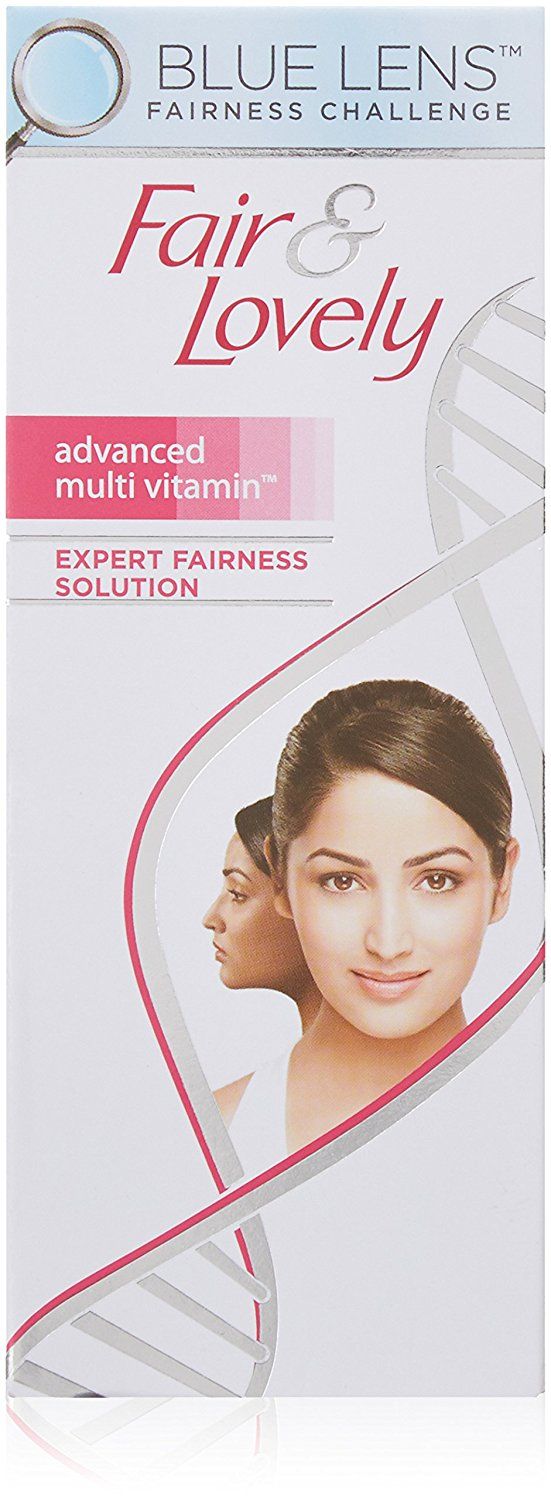 BLUE LENS™
FAIRNESS CHALLENGE
Fair &
Lovely
advanced
multi vitamin™
EXPERT FAIRNESS
SOLUTION